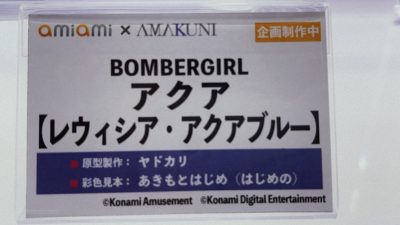 amiami × AMAKUNI 企画制作中
BOMBERGIRL
アクア
【レウィシア・アクアブルー】
■ 原型製作： ヤドカリ
■ 彩色見本： あきもとはじめ（はじめの）
©Konami Amusement ©Konami Digital Entertainment